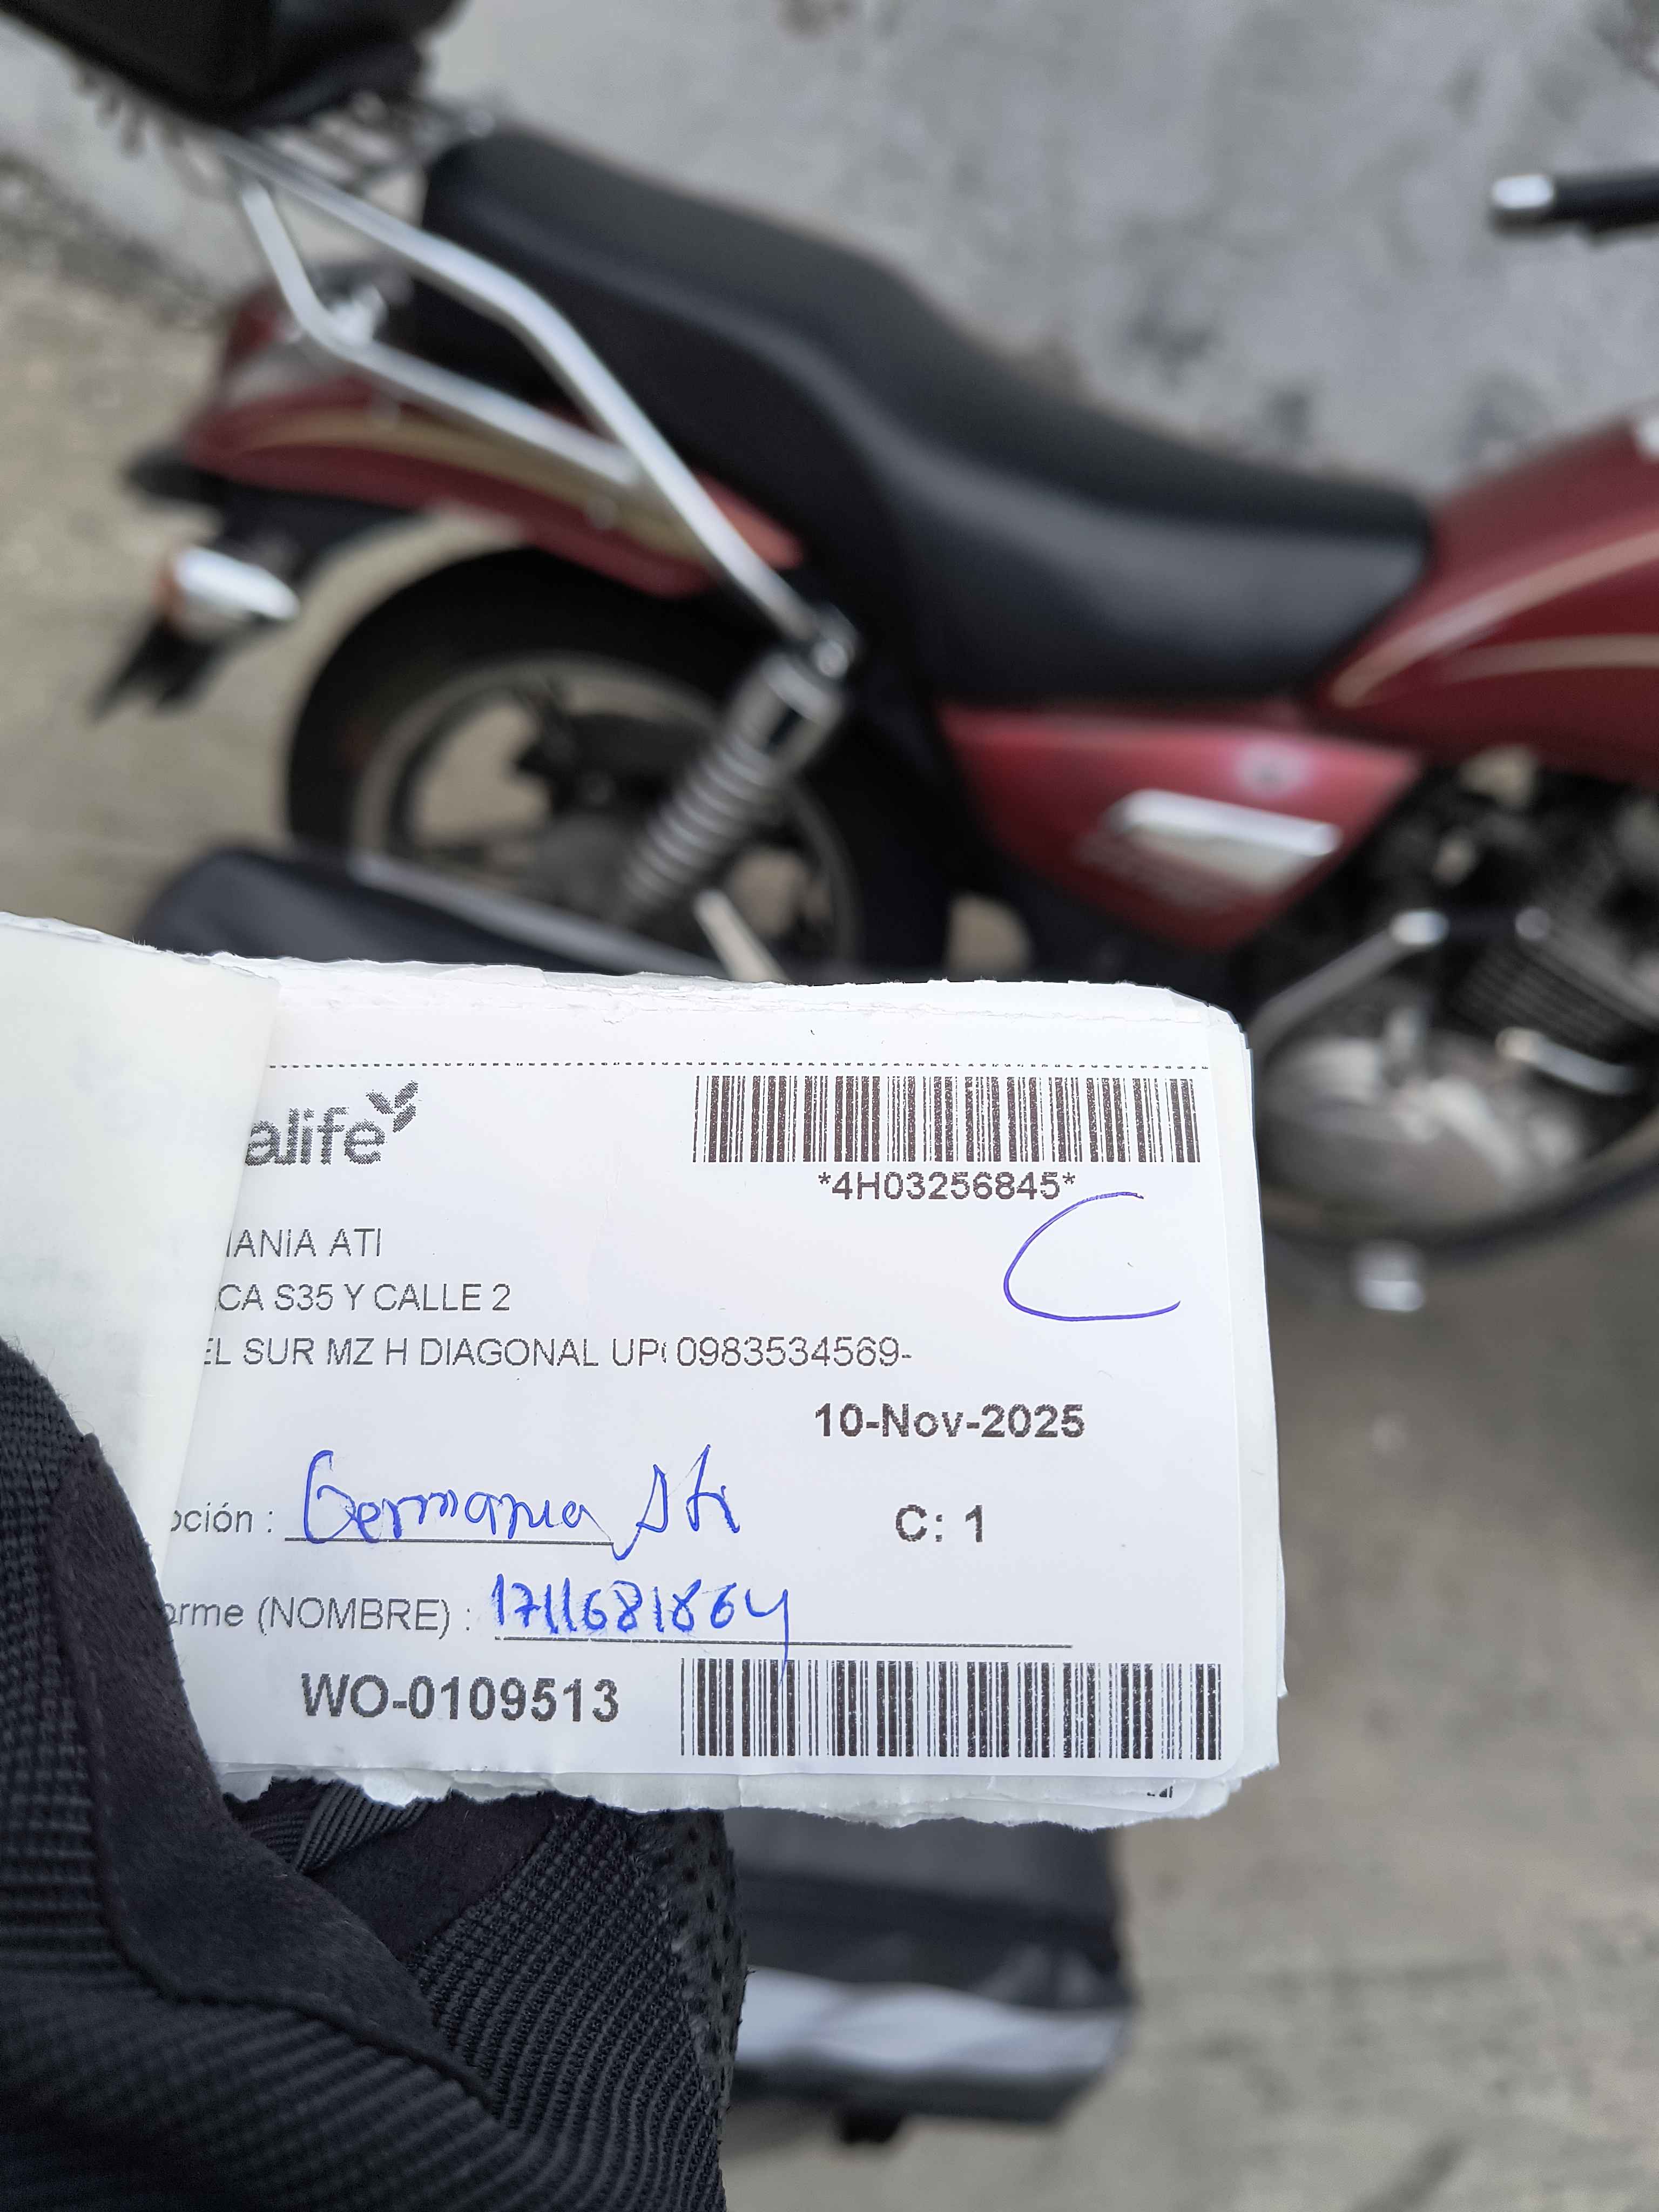 alife
*4H03256845*
IANIA ATI
CA S35 Y CALLE 2
EL SUR MZ H DIAGONAL UP 0983534569-
10-Nov-2025
pción : Germania Ati
C: 1
orme (NOMBRE) : 1711681864
WO-0109513